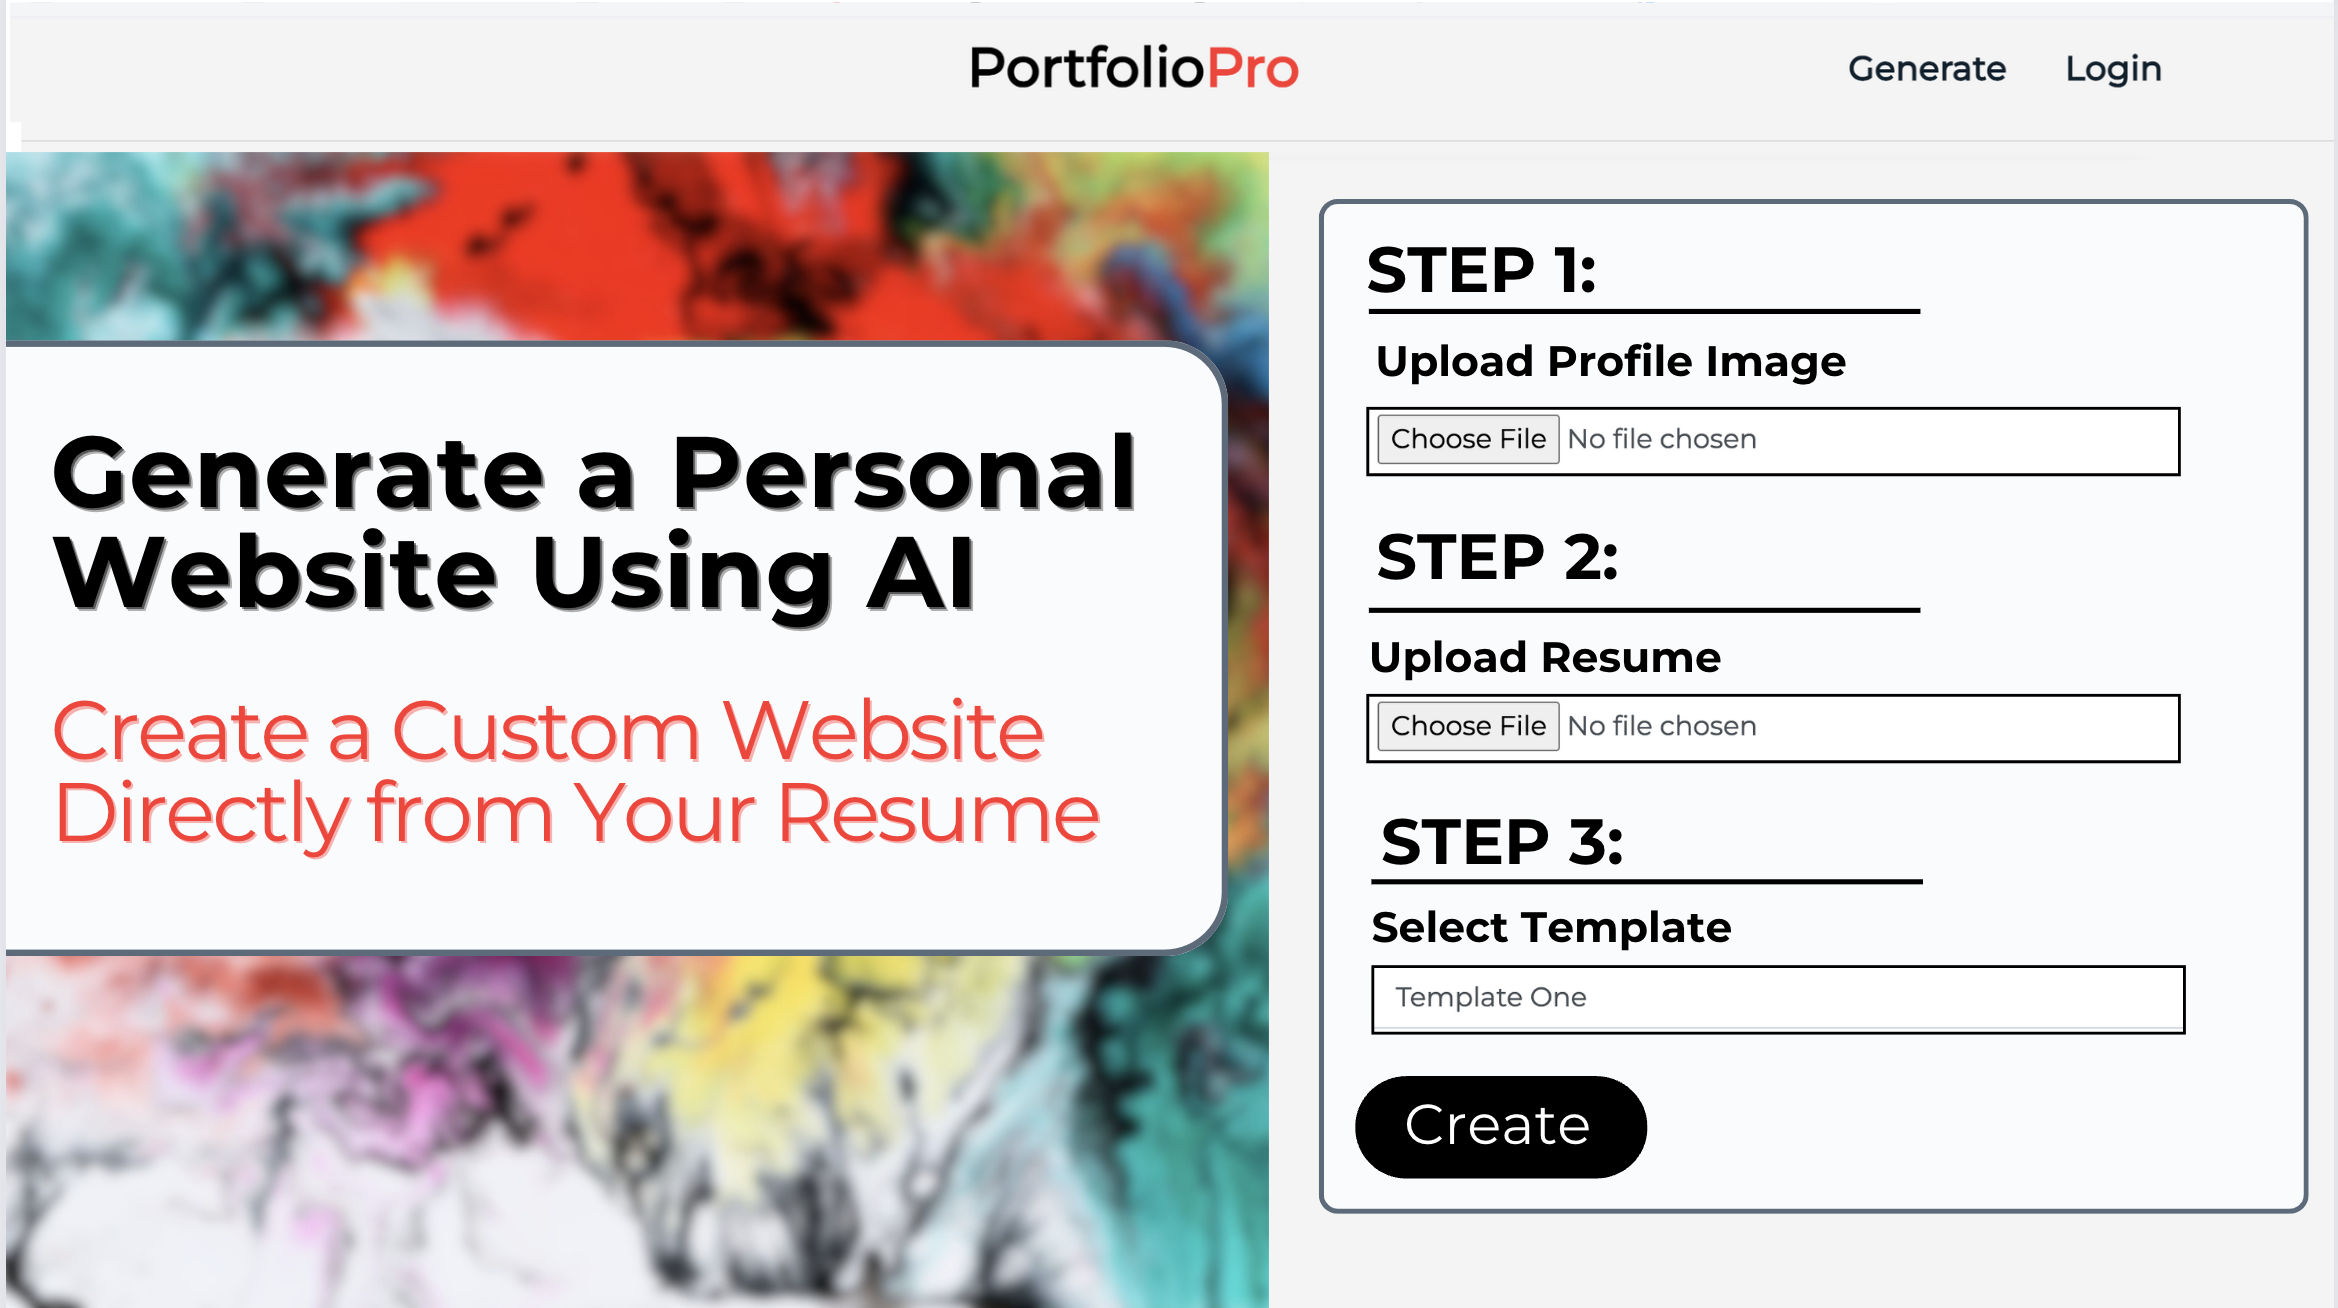 PortfolioPro
Generate
Login
Generate a Personal
Website Using AI
Create a Custom Website
Directly from Your Resume
STEP 1:
Upload Profile Image
Choose File No file chosen
STEP 2:
Upload Resume
Choose File No file chosen
STEP 3:
Select Template
Template One
Create